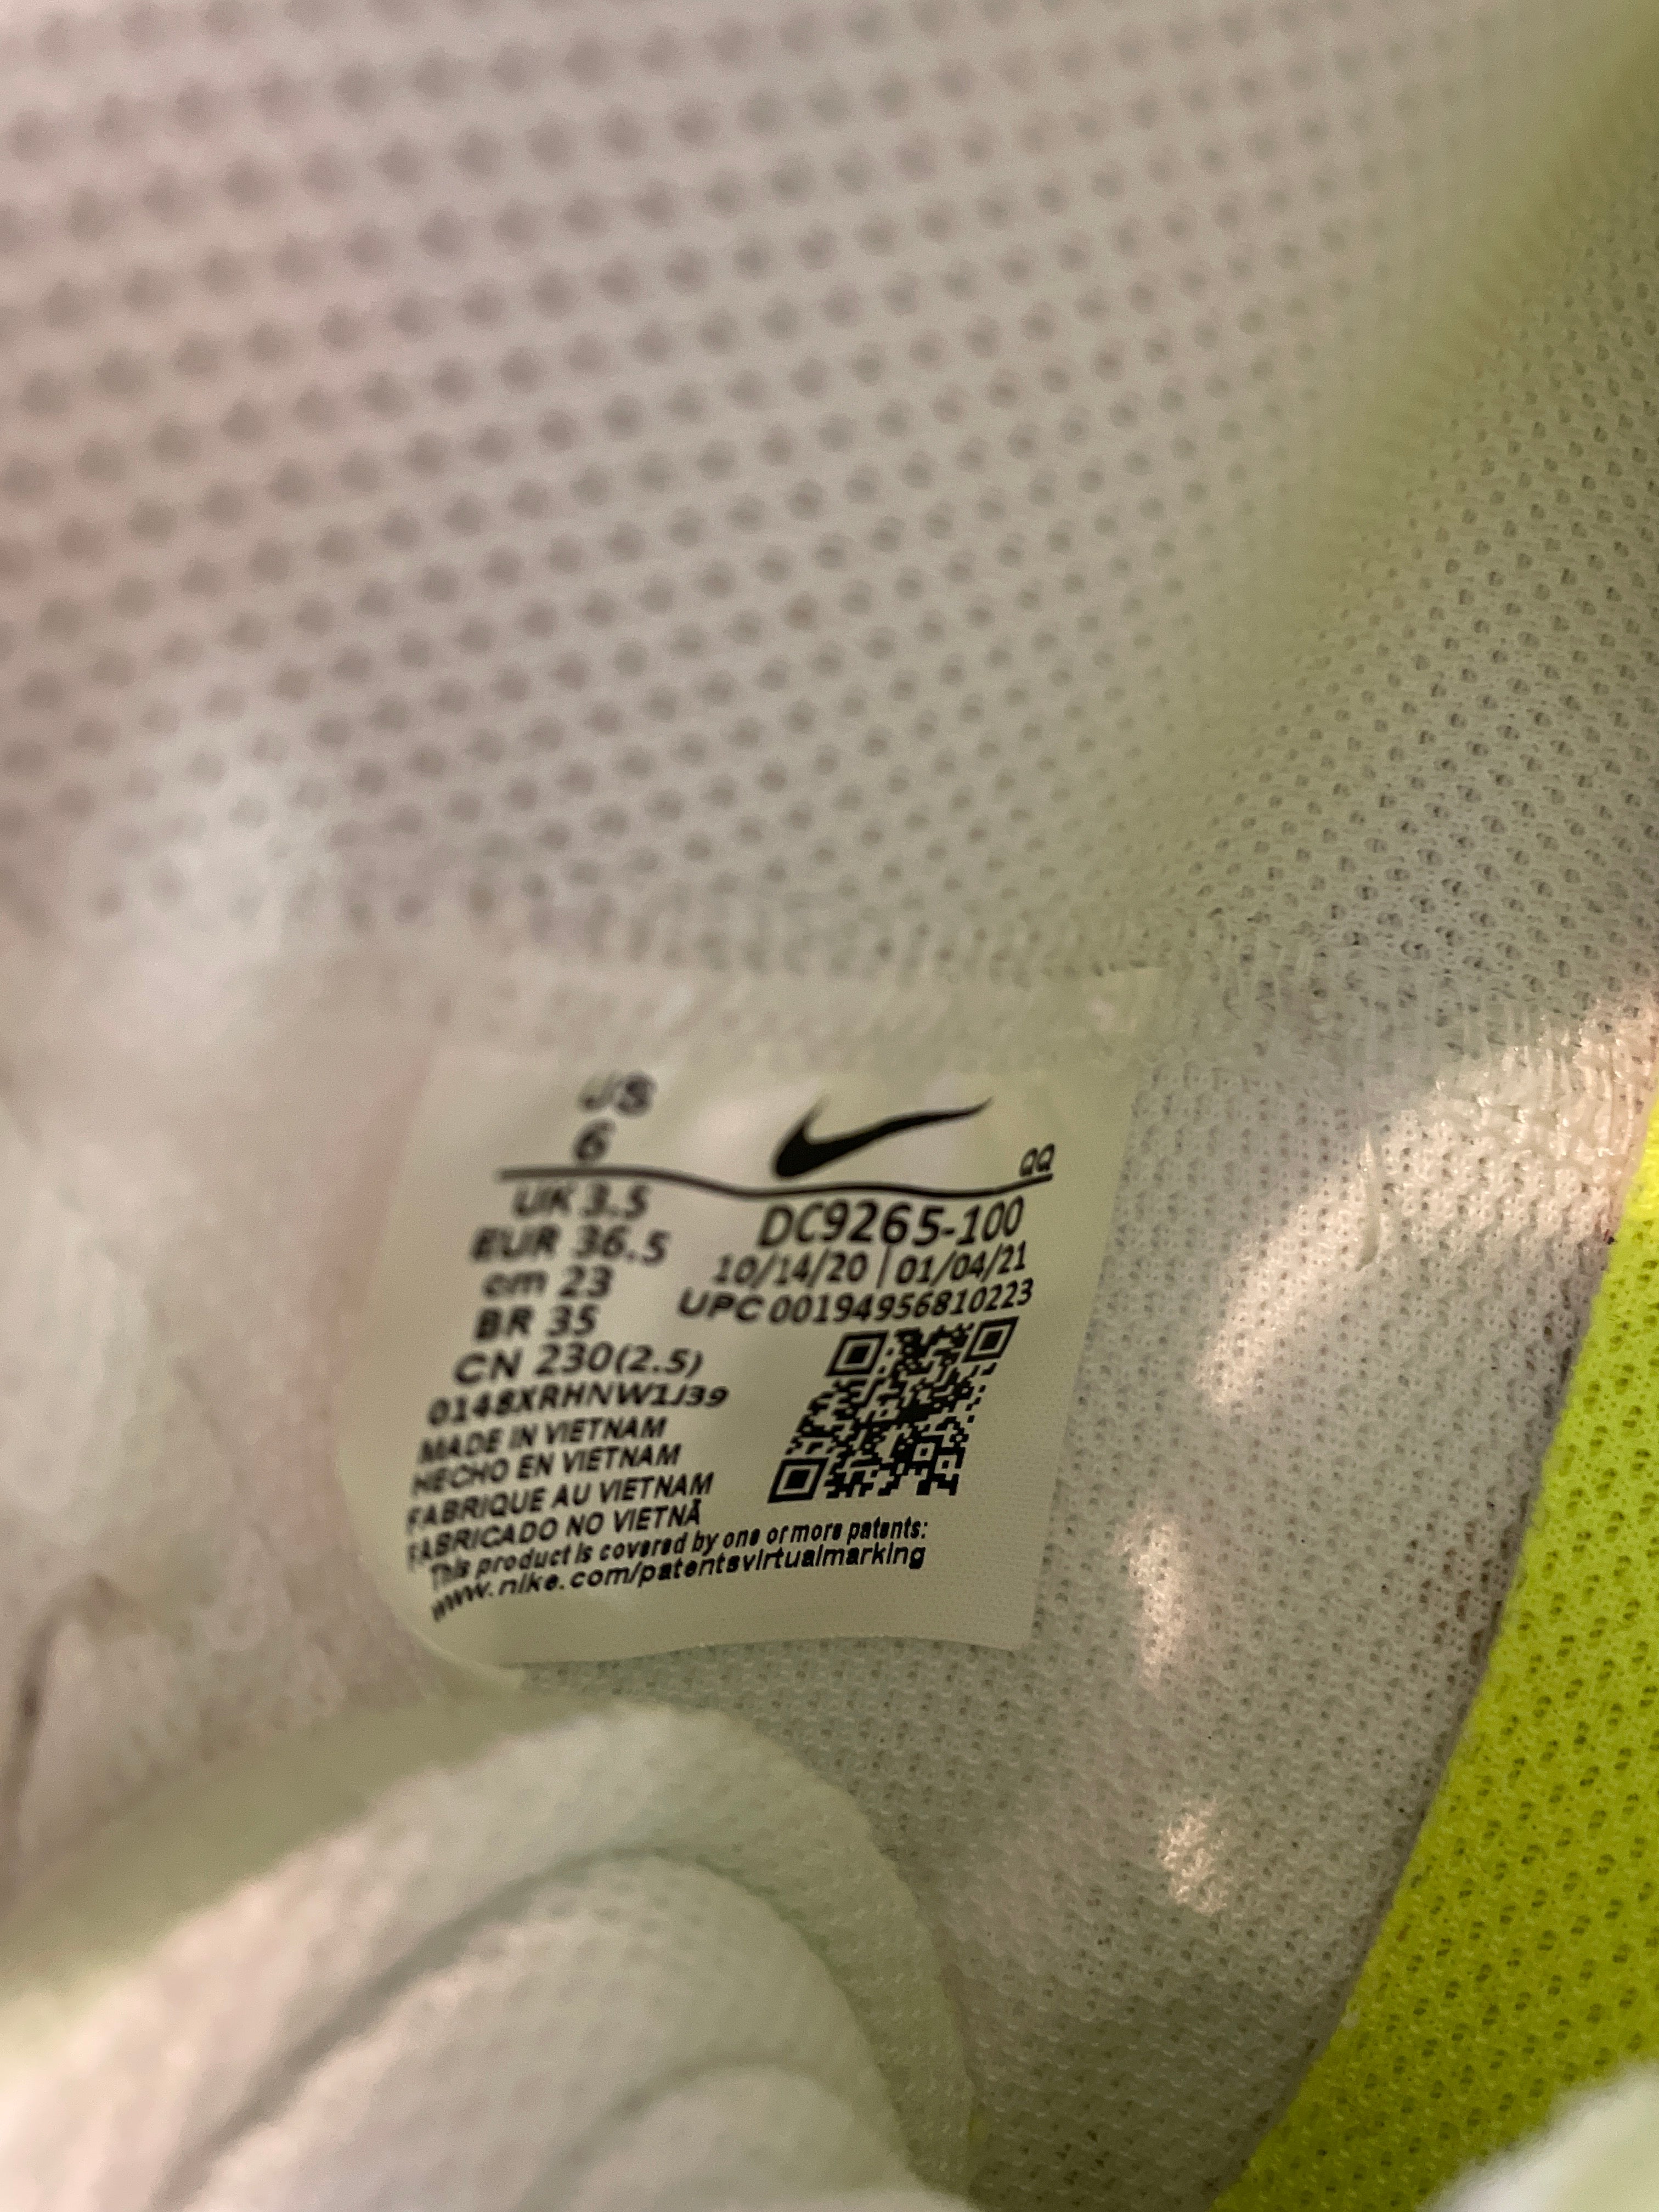 US
6
QQ
UK 3.5
EUR 36.5
cm 23
BR 35
CN 230(2.5)
DC9265-100
10/14/20 | 01/04/21
UPC 00194956810223
0148XRHNW1J39
MADE IN VIETNAM
HECHO EN VIETNAM
FABRIQUE AU VIETNAM
FABRICADO NO VIETNÃ
This product is covered by one or more patents:
www.nike.com/patentsvirtualmarking